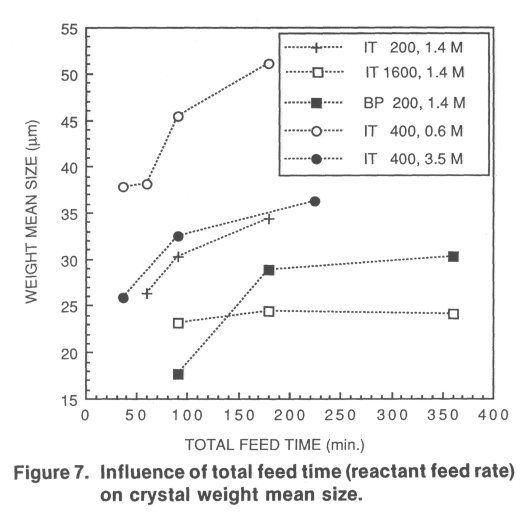 55
50
45
40
35
30
25
20
15
WEIGHT MEAN SIZE (μm)
IT 200, 1.4 M
IT 1600, 1.4 M
BP 200, 1.4 M
IT 400, 0.6 M
IT 400, 3.5 M
0 50 100 150 200 250 300 350 400
TOTAL FEED TIME (min.)
Figure 7. Influence of total feed time (reactant feed rate)
on crystal weight mean size.